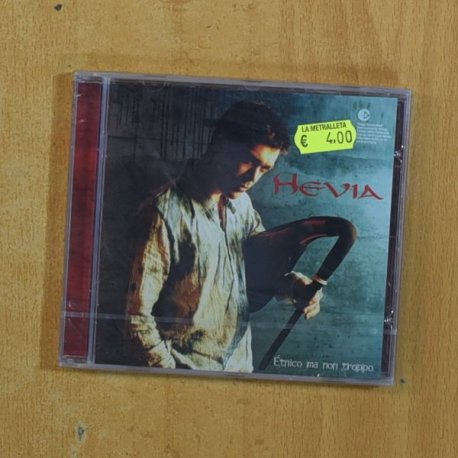 LA METRALLETA
€ 4.00
HEVIA
Étnico ma non troppo